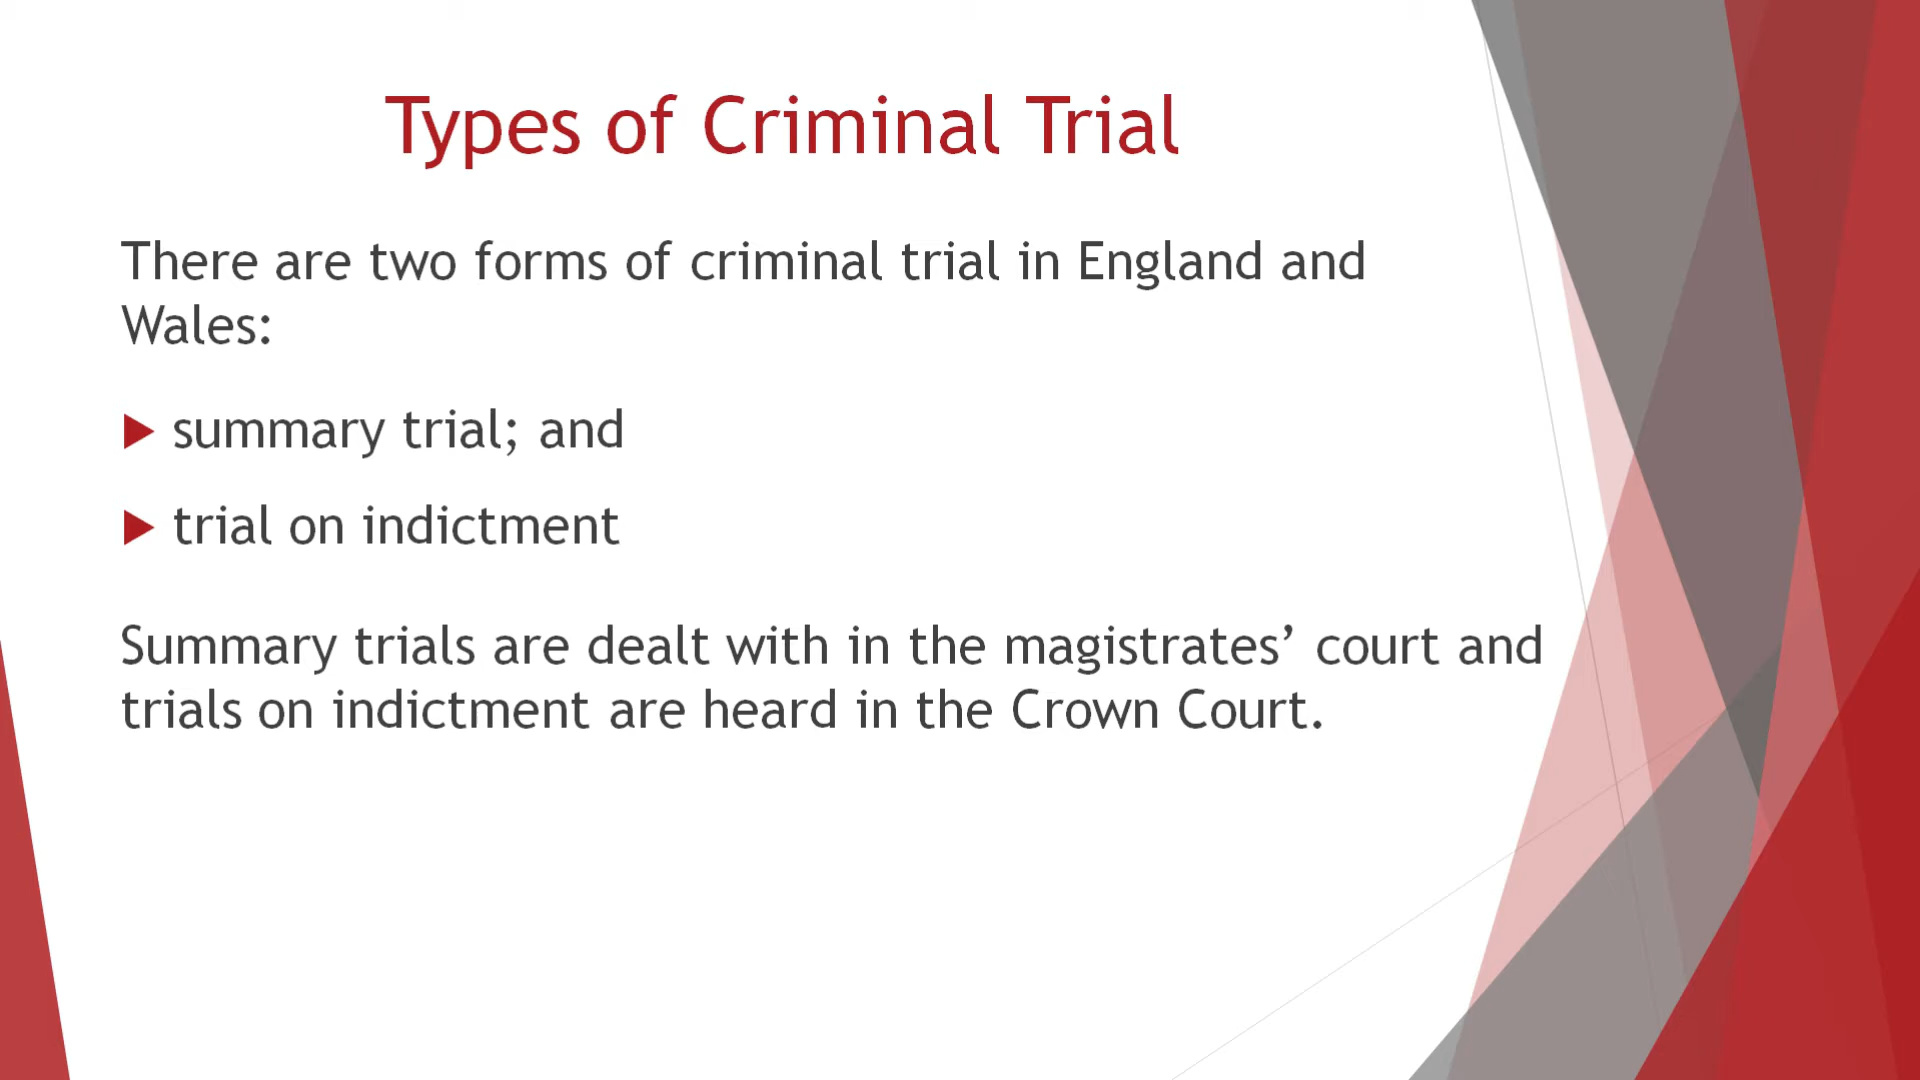 Types of Criminal Trial
There are two forms of criminal trial in England and
Wales:
summary trial; and
trial on indictment
Summary trials are dealt with in the magistrates’ court and
trials on indictment are heard in the Crown Court.